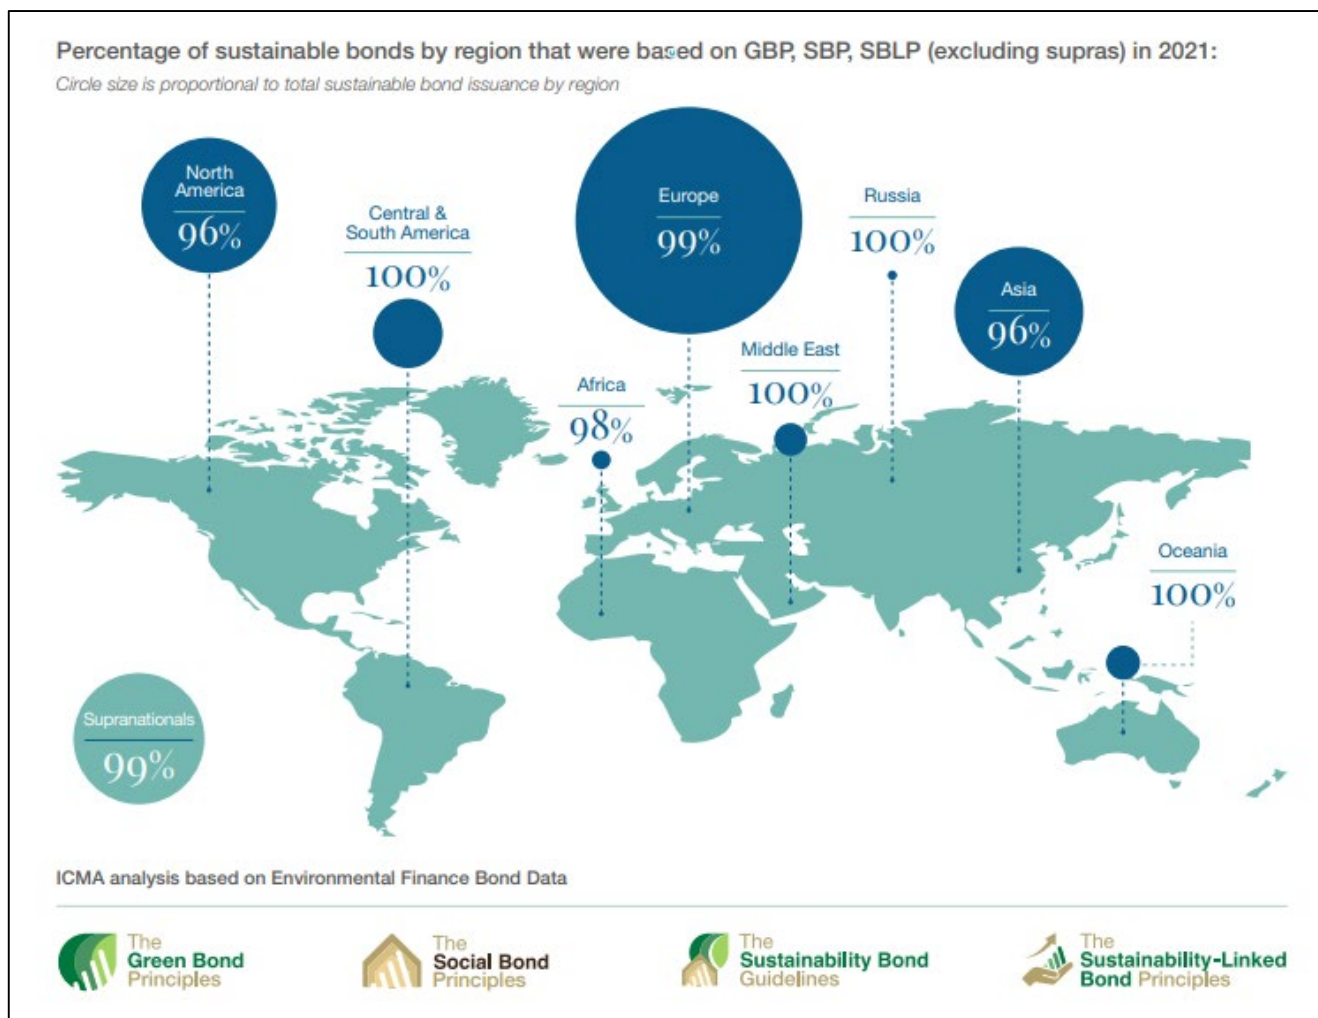 Percentage of sustainable bonds by region that were based on GBP, SBP, SBLP (excluding supras) in 2021:
Circle size is proportional to total sustainable bond issuance by region
North
America
96%
Central &
South America
100%
Europe
99%
Russia
100%
Asia
96%
Middle East
100%
Africa
98%
Oceania
100%
Supranationals
99%
ICMA analysis based on Environmental Finance Bond Data
The
Green Bond
Principles
The
Social Bond
Principles
The
Sustainability Bond
Guidelines
The
Sustainability-Linked
Bond Principles